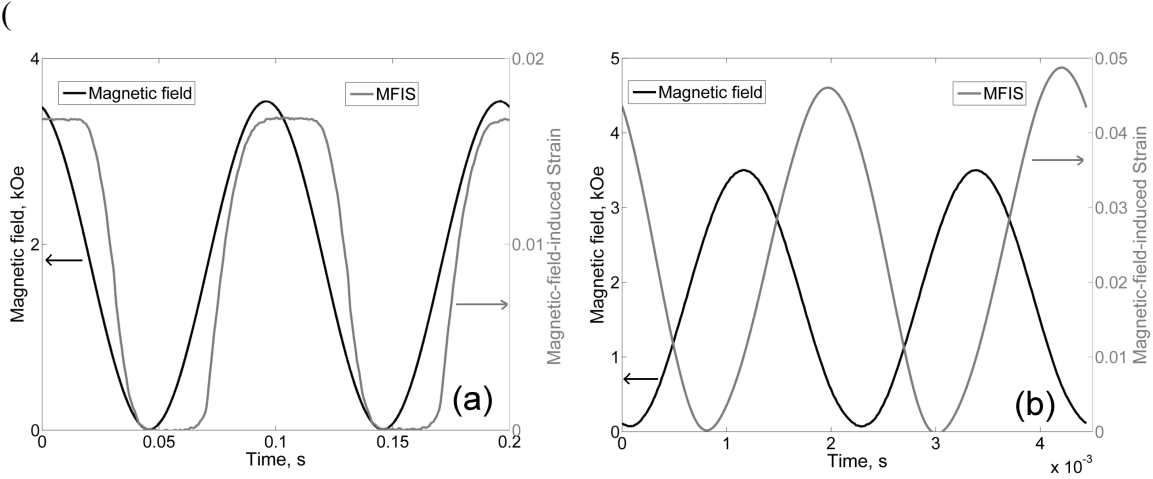 (
4
3
2
1
0
Magnetic field, kOe
Magnetic field
MFIS
0.02
0.01
0
Magnetic-field-induced Strain
(a)
0 0.05 0.1 0.15 0.2
Time, s
5
4
3
2
1
0
Magnetic field, kOe
Magnetic field
MFIS
0.05
0.04
0.03
0.02
0.01
0
Magnetic-field-induced Strain
(b)
0 1 2 3 4
Time, s
x 10-3